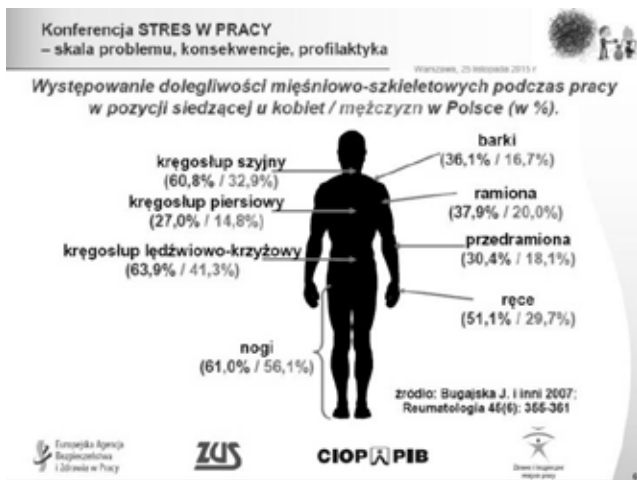 Konferencja STRES W PRACY
– skala problemu, konsekwencje, profilaktyka
Warszawa, 25 listopada 2015 r
Występowanie dolegliwości mięśniowo-szkieletowych podczas pracy
w pozycji siedzącej u kobiet / mężczyzn w Polsce (w %).
kręgosłup szyjny
(60,8% / 32,9%)
kręgosłup piersiowy
(27,0% / 14,8%)
kręgosłup lędźwiowo-krzyżowy
(63,9% / 41,3%)
nogi
(61,0% / 56,1%)
barki
(36,1% / 16,7%)
ramiona
(37,9% / 20,0%)
przedramiona
(30,4% / 18,1%)
ręce
(51,1% / 29,7%)
źródło: Bugajska J. i inni 2007;
Reumatologia 45(6): 355-361
Europejska Agencja
Bezpieczeństwa
i Zdrowia w Pracy
ZUS
CIOP PIB